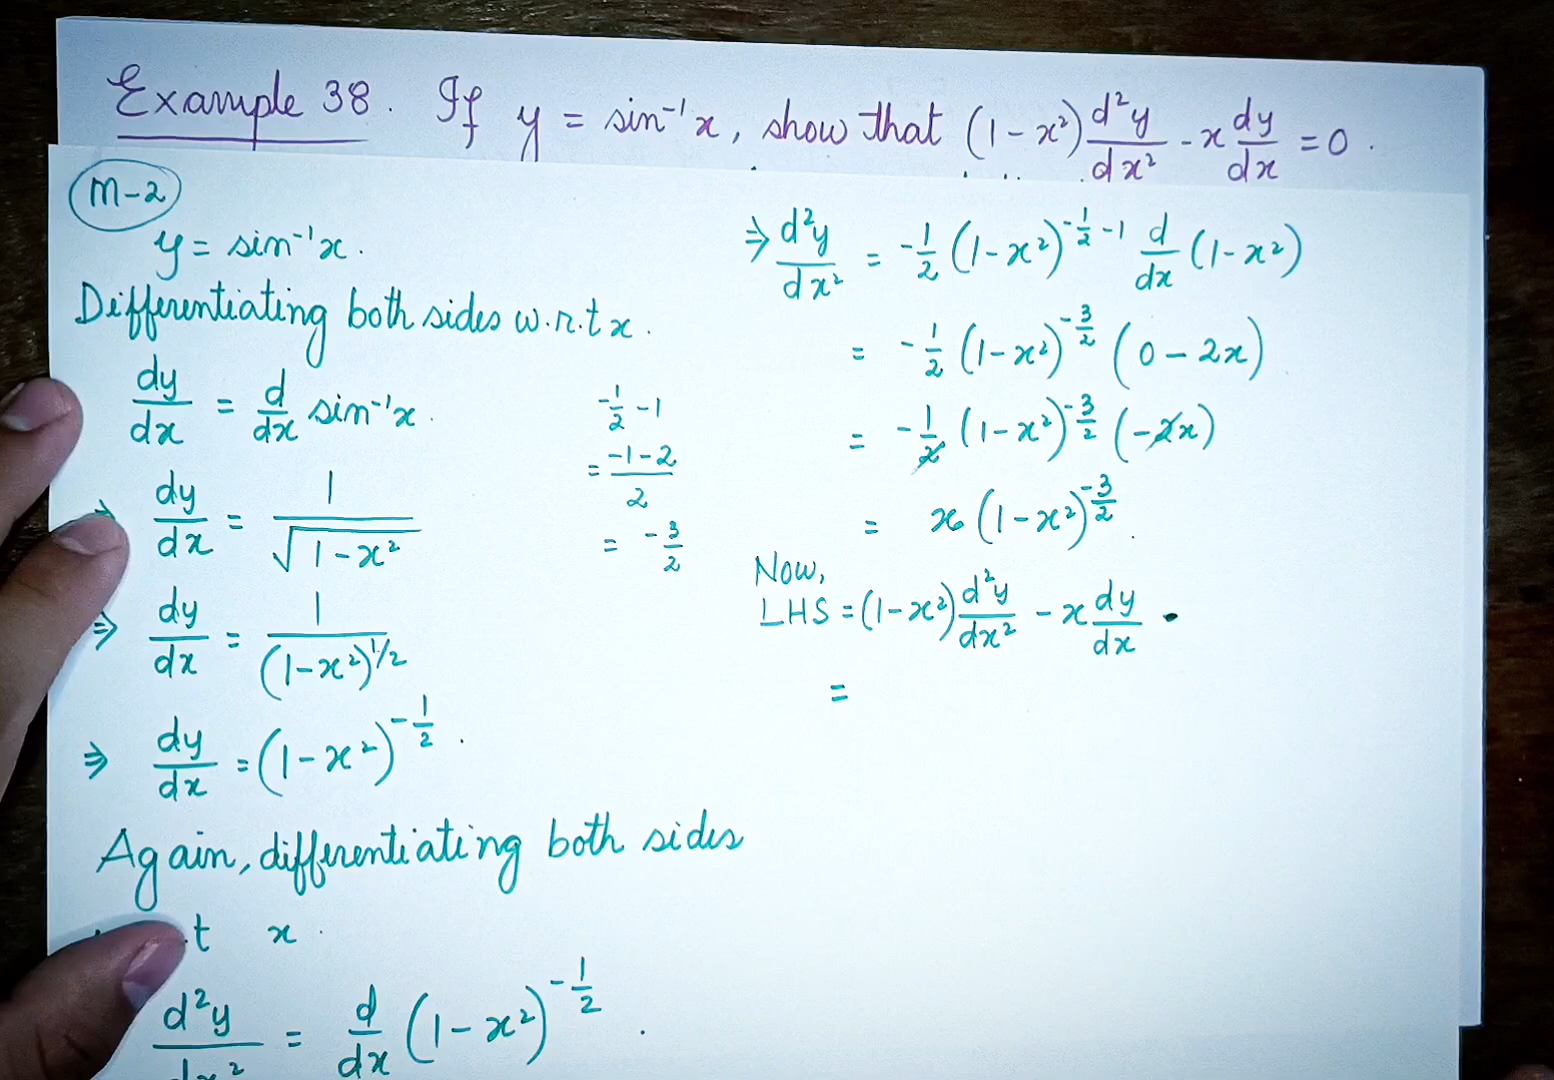 Example 38. If y = sin⁻¹x, show that (1-x²) d²y/dx² - x dy/dx = 0.
M-2
y = sin⁻¹x.
Differentiating both sides w.r.t x.
dy/dx = d/dx sin⁻¹x.
⇒ dy/dx = 1/√(1-x²)
⇒ dy/dx = 1/(1-x²)^1/2
⇒ dy/dx = (1-x²)^-1/2.
Again, differentiating both sides
t x.
d²y/dx² = d/dx (1-x²)^-1/2.
-1/2 -1
= (-1-2)/2
= -3/2
⇒ d²y/dx² = -1/2 (1-x²)^(-1/2 -1) d/dx (1-x²)
= -1/2 (1-x²)^-3/2 (0-2x)
= -1/2 (1-x²)^-3/2 (-2x)
= x (1-x²)^-3/2.
Now,
LHS = (1-x²) d²y/dx² - x dy/dx
=